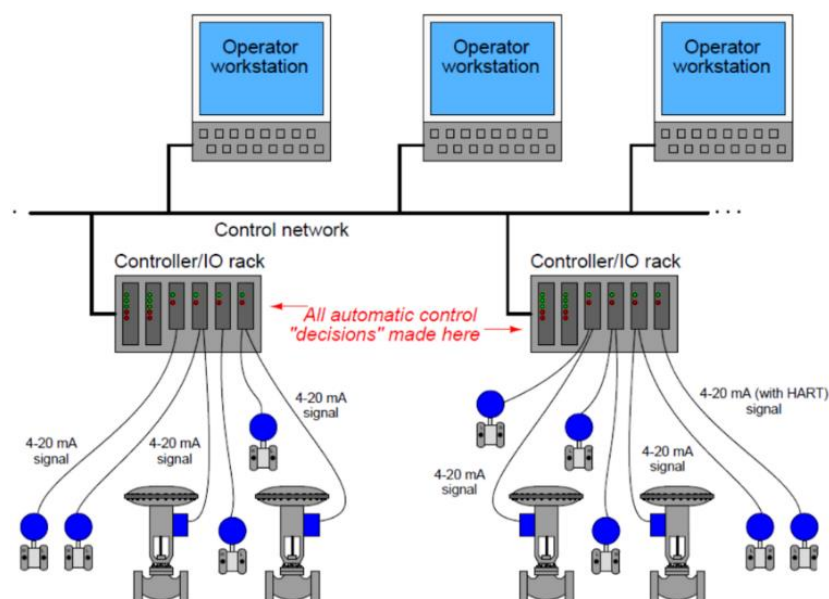 Operator
workstation
Operator
workstation
Operator
workstation
Control network
Controller/IO rack
Controller/IO rack
All automatic control
"decisions" made here
4-20 mA
signal
4-20 mA
signal
4-20 mA
signal
4-20 mA
signal
4-20 mA
signal
4-20 mA (with HART)
signal